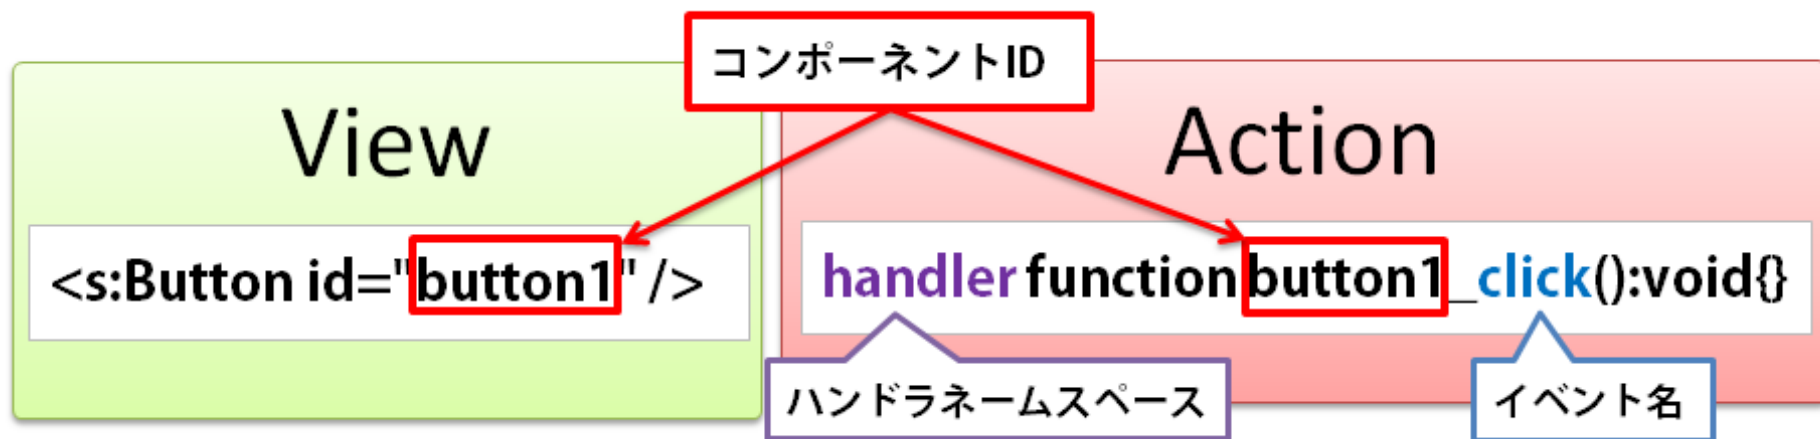 コンポーネントID
View
Action
<s:Button id="button1" />
handler function button1_click():void{}
ハンドラネームスペース
イベント名